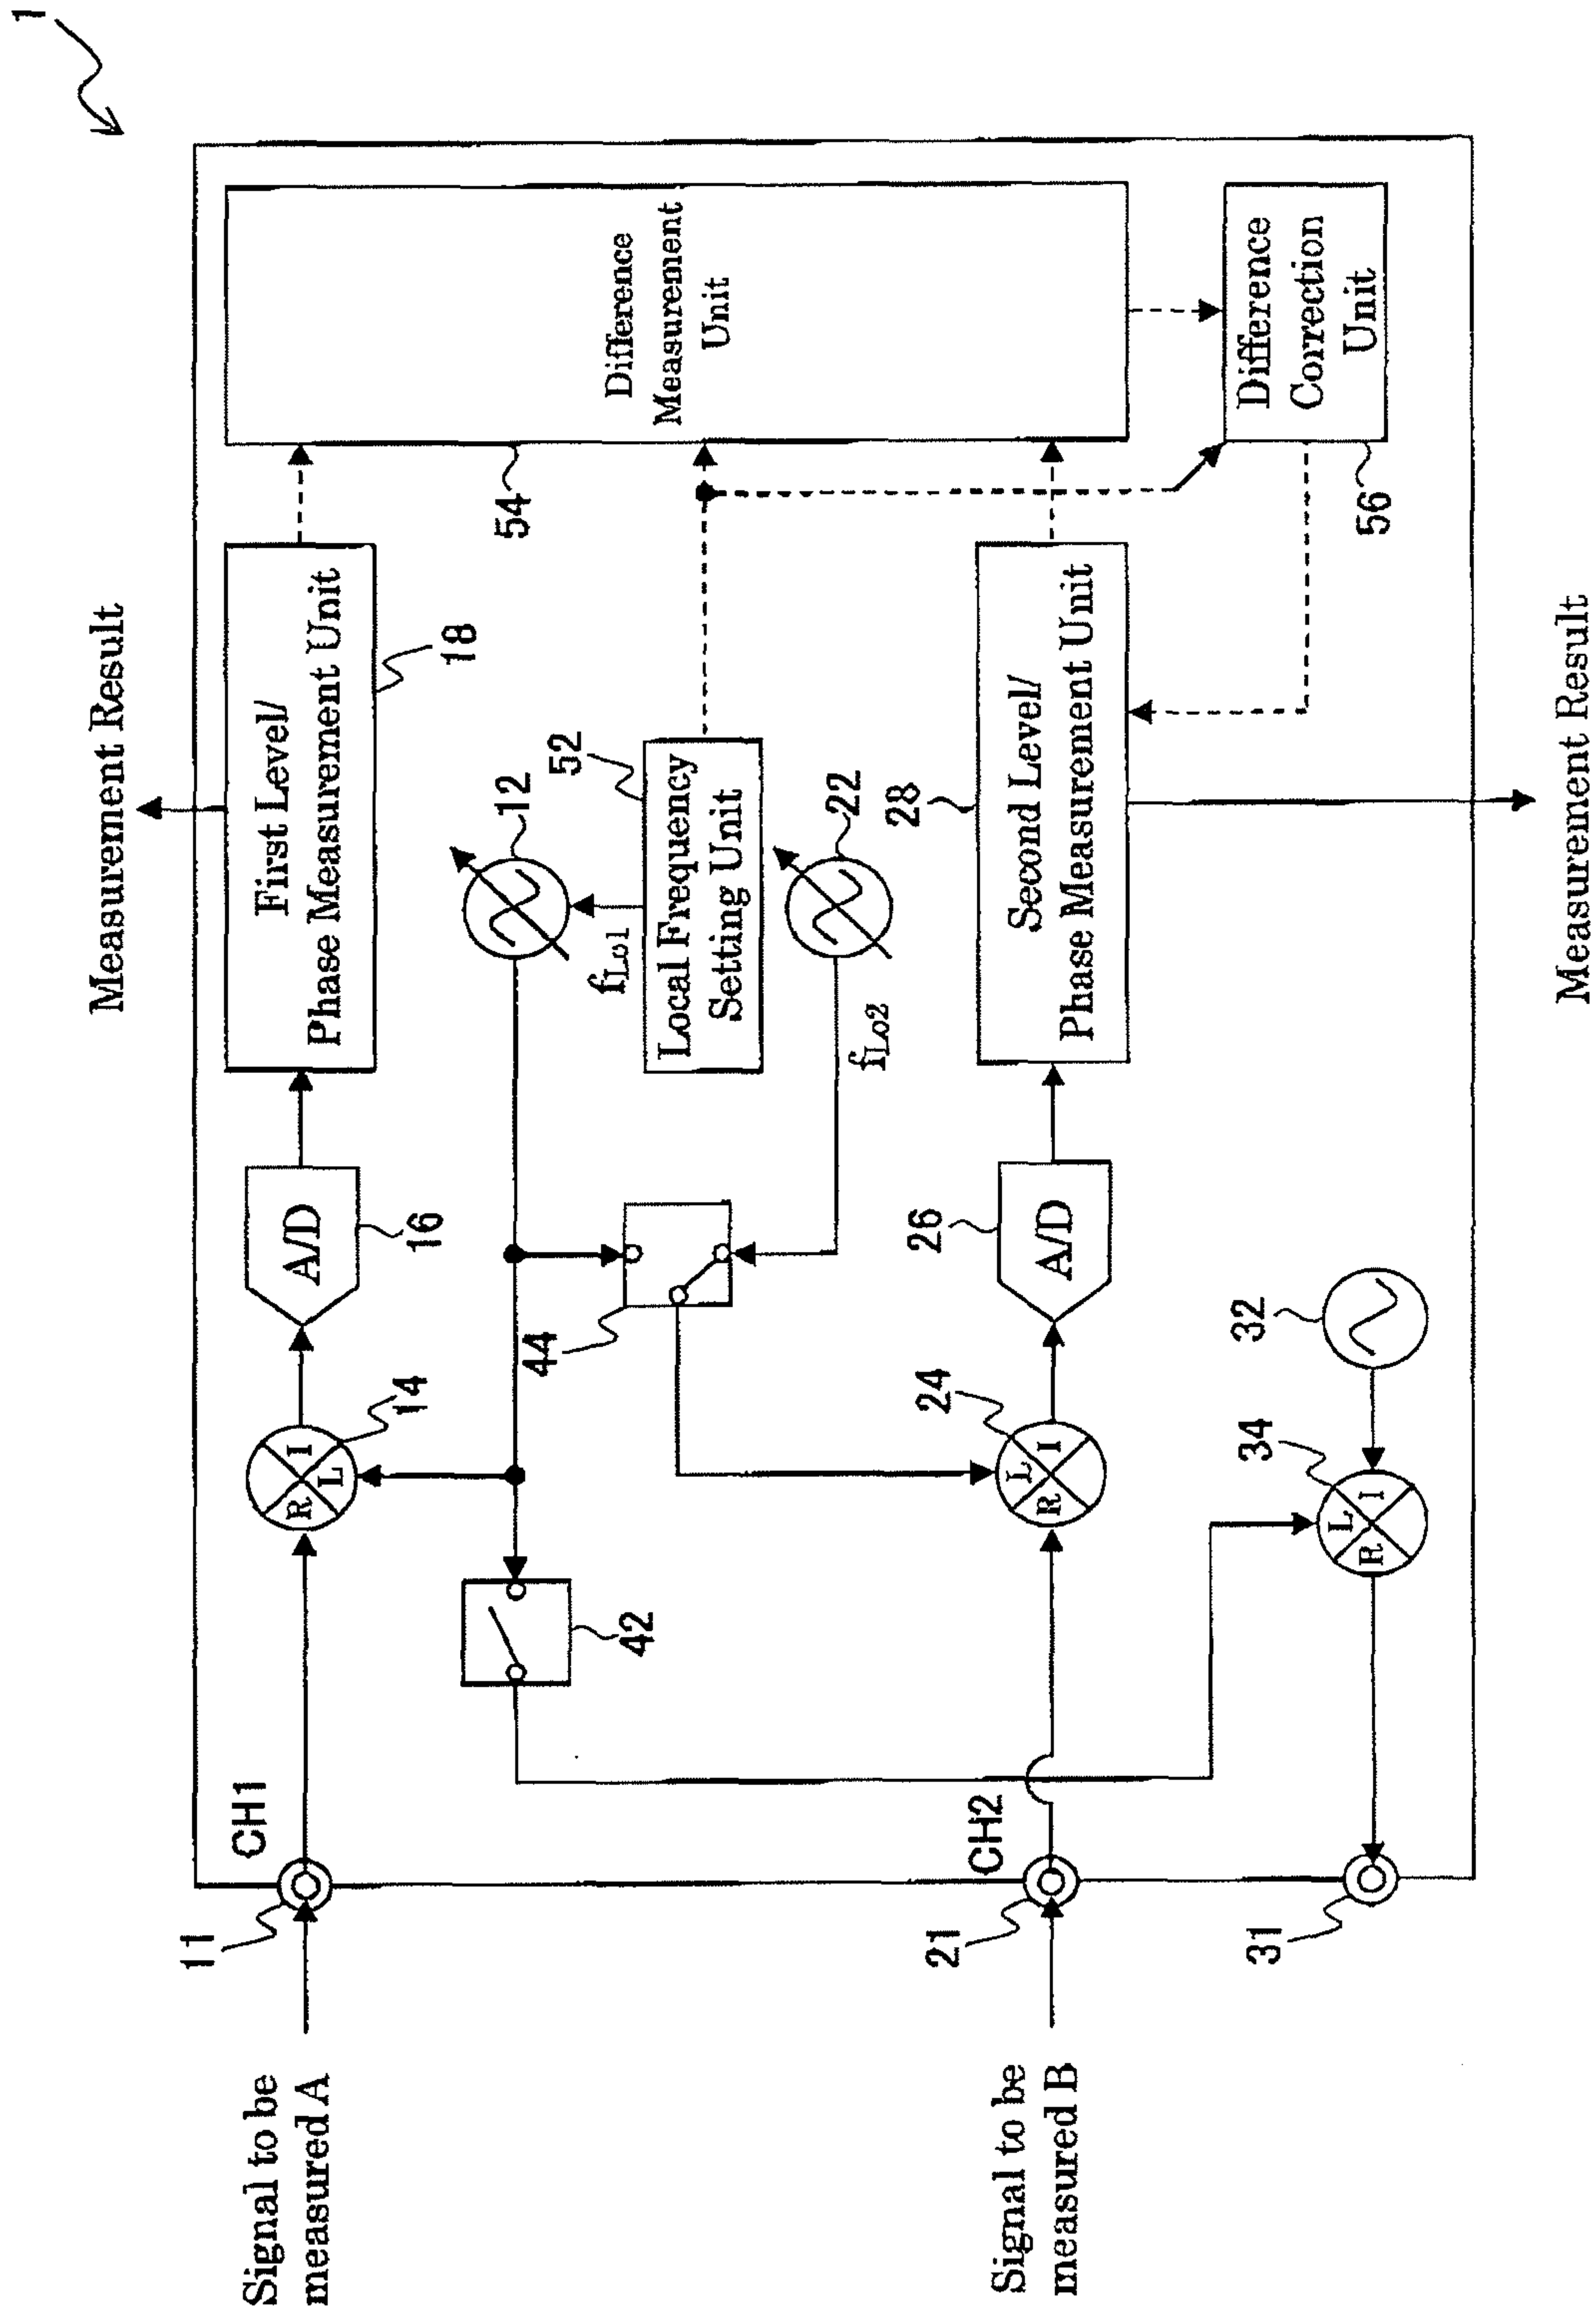 1
Measurement Result
CH1
11
Signal to be
measured A
R
L
I
14
A/D
16
First Level/
Phase Measurement Unit
18
42
44
12
fLo1
52
Local Frequency
Setting Unit
22
fLo2
54
Difference
Measurement
Unit
CH2
21
Signal to be
measured B
R
L
I
24
A/D
26
28
Second Level/
Phase Measurement Unit
31
R
L
I
34
32
56
Difference
Correction
Unit
Measurement Result